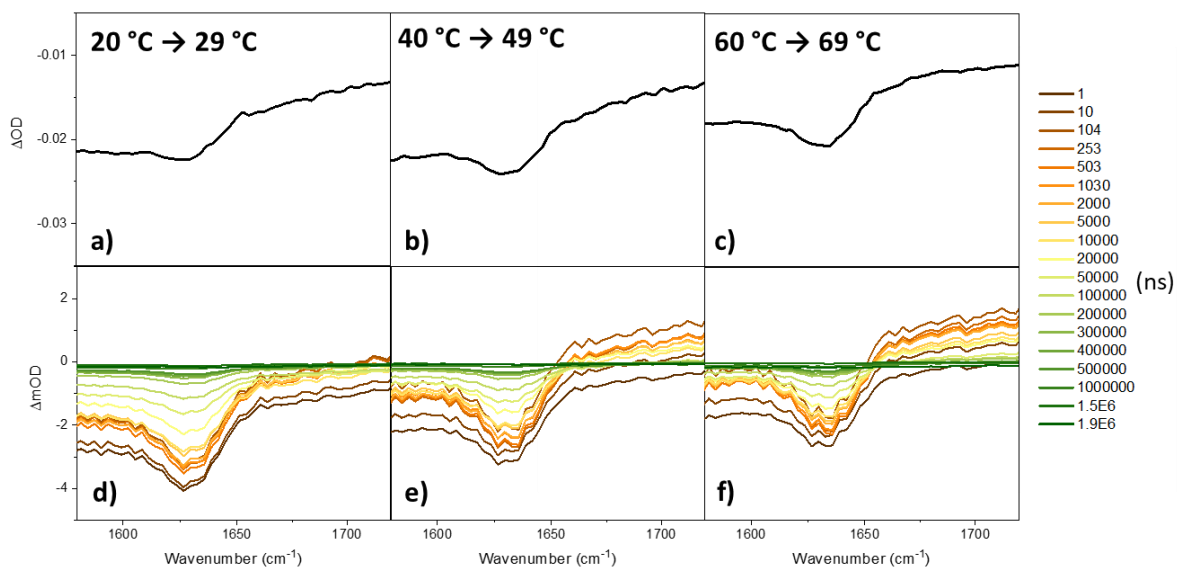 20 °C → 29 °C
40 °C → 49 °C
60 °C → 69 °C
-0.01
-0.02
-0.03
ΔOD
a)
b)
c)
2
0
-2
-4
ΔmOD
d)
e)
f)
1600 1650 1700
1600 1650 1700
1600 1650 1700
Wavenumber (cm⁻¹)
Wavenumber (cm⁻¹)
Wavenumber (cm⁻¹)
1
10
104
253
503
1030
2000
5000
10000
20000
50000
100000
200000
300000
400000
500000
1000000
1.5E6
1.9E6
(ns)